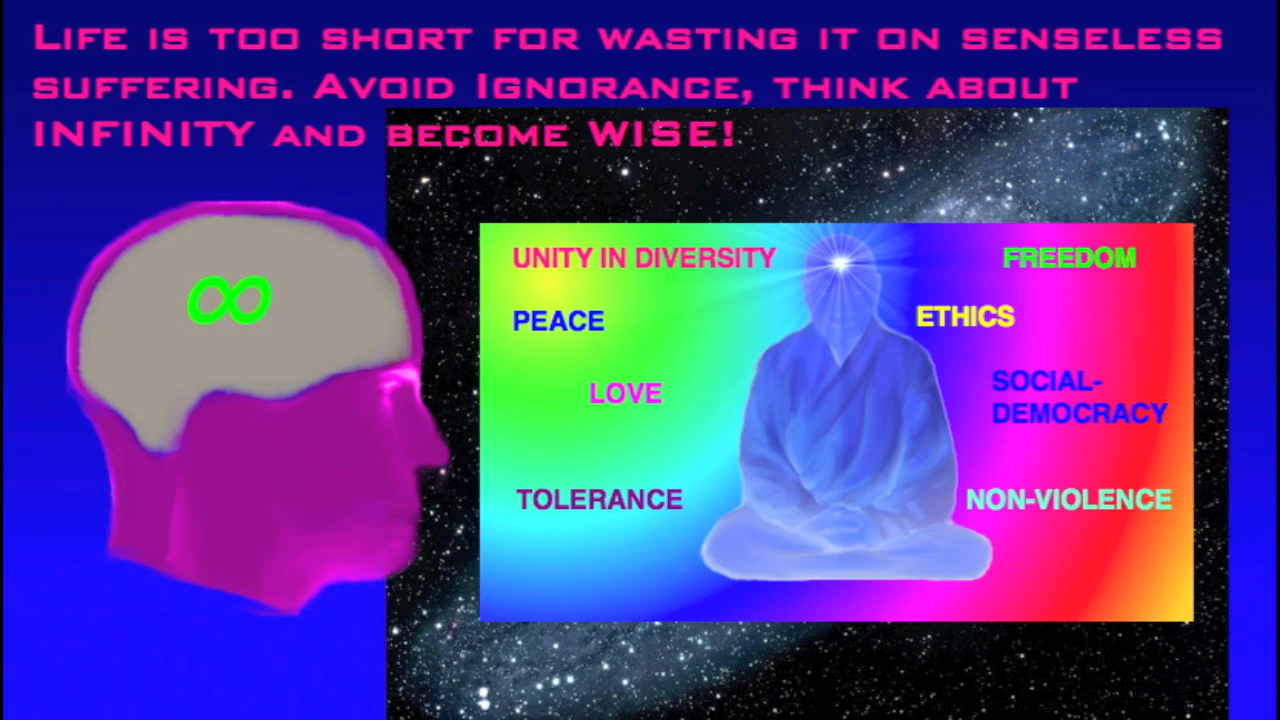 Life is too short for wasting it on senseless
suffering. Avoid Ignorance, think about
INFINITY and become WISE!
∞
UNITY IN DIVERSITY
FREEDOM
PEACE
ETHICS
LOVE
SOCIAL-
DEMOCRACY
TOLERANCE
NON-VIOLENCE